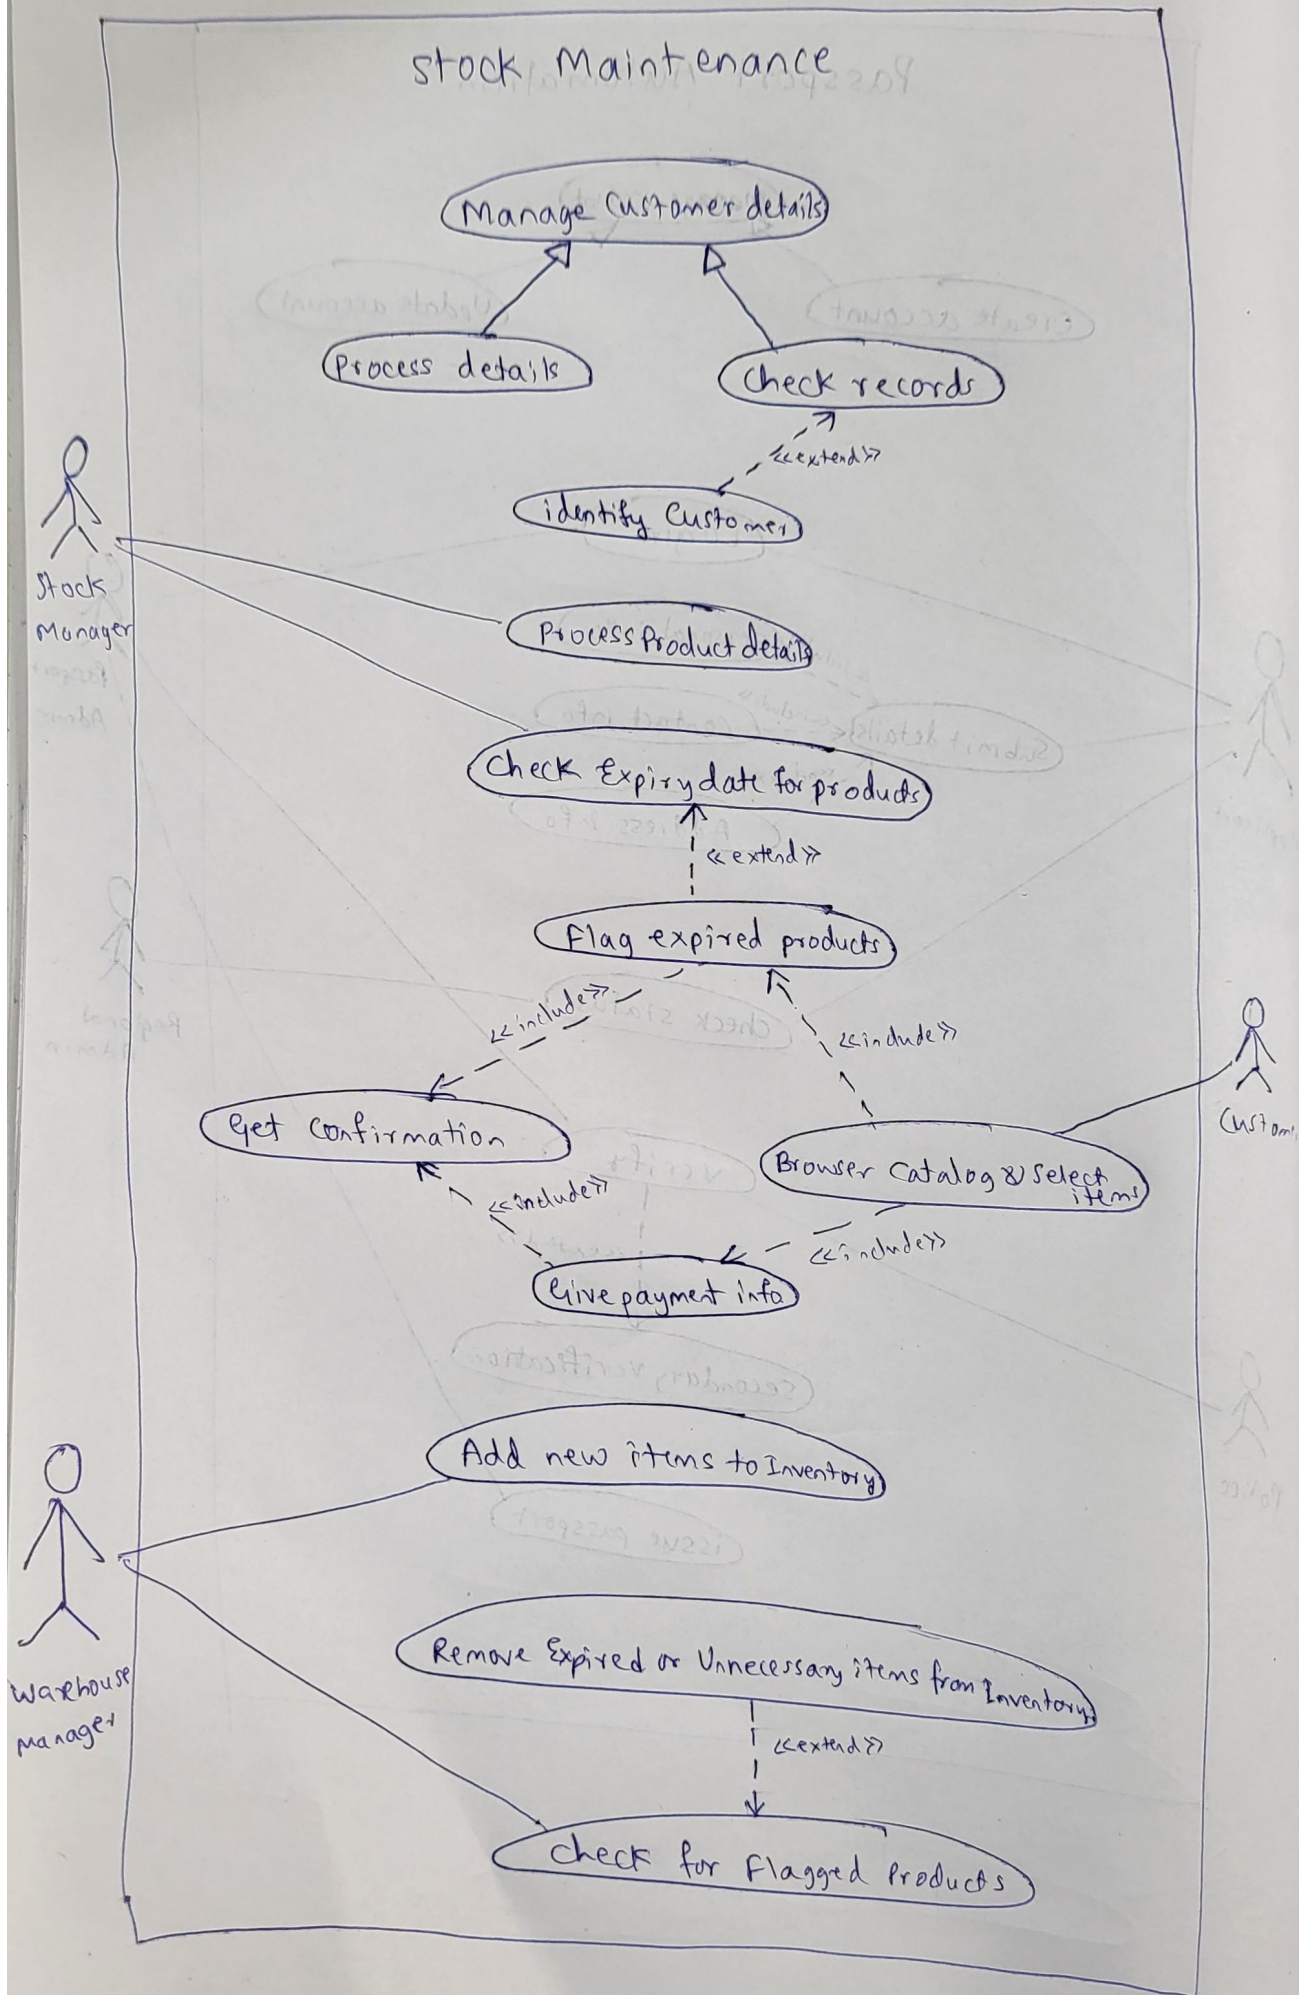 Stock Maintenance
Manage Customer details
Process details
Check records
<<extend>>
identify Customer
Stock
Manager
Process Product details
Check Expiry date for products
<<extend>>
Flag expired products
<<include>>
<<include>>
Get Confirmation
Custom
Browser Catalog & Select
items
<<include>>
<<include>>
Give payment info
Add new items to Inventory
Warehouse
Manager
Remove Expired or Unnecessary items from Inventory
<<extend>>
Check for Flagged Products